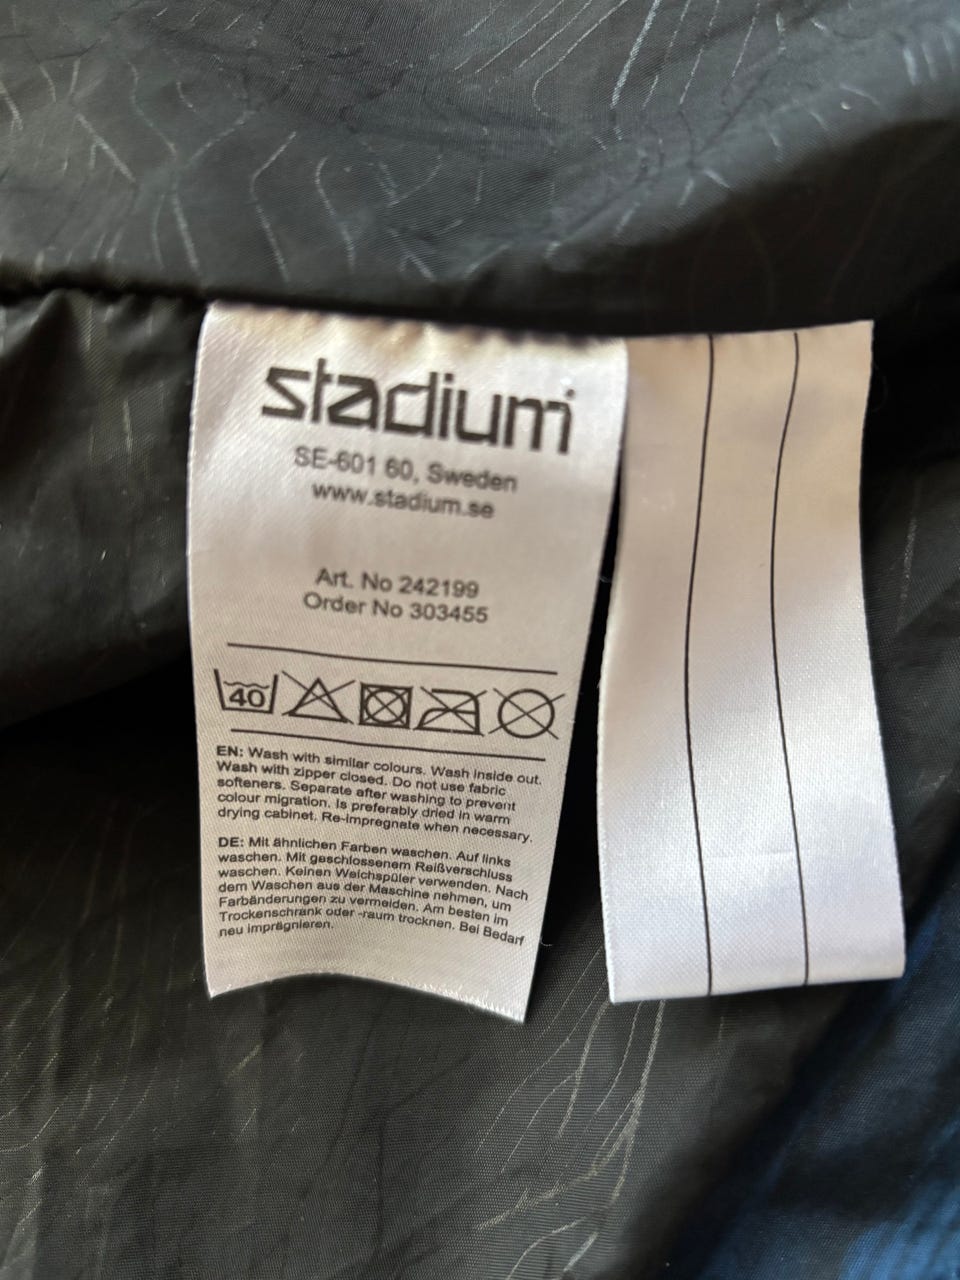 stadium
SE-601 60, Sweden
www.stadium.se
Art. No 242199
Order No 303455
40
EN: Wash with similar colours. Wash inside out.
Wash with zipper closed. Do not use fabric
softeners. Separate after washing to prevent
colour migration. Is preferably dried in warm
drying cabinet. Re-impregnate when necessary.
DE: Mit ähnlichen Farben waschen. Auf links
waschen. Mit geschlossenem Reißverschluss
waschen. Keinen Weichspüler verwenden. Nach
dem Waschen aus der Maschine nehmen, um
Farbänderungen zu vermeiden. Am besten im
Trockenschrank oder -raum trocknen. Bei Bedarf
neu imprägnieren.